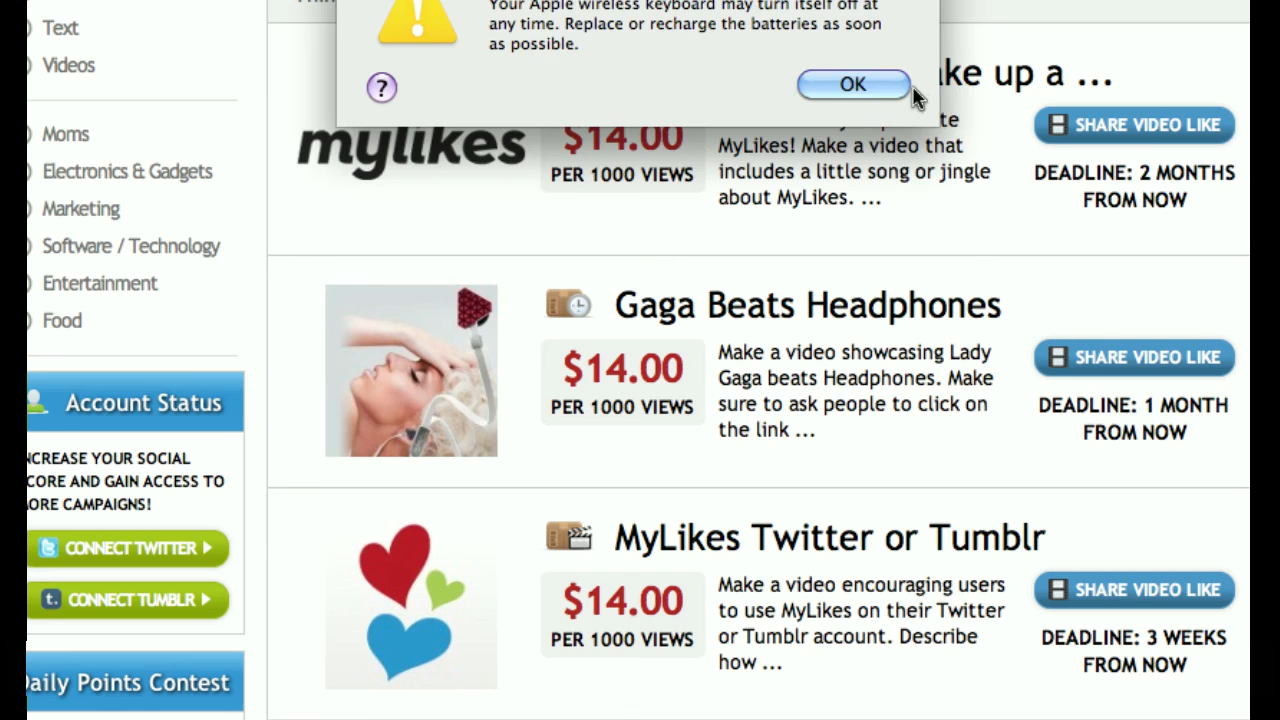 Text
Videos
Moms
Electronics & Gadgets
Marketing
Software / Technology
Entertainment
Food
Account Status
NCREASE YOUR SOCIAL
CORE AND GAIN ACCESS TO
ORE CAMPAIGNS!
CONNECT TWITTER
t. CONNECT TUMBLR
aily Points Contest
Your Apple wireless keyboard may turn itself off at
any time. Replace or recharge the batteries as soon
as possible.
?
OK
ke up a ...
mylikes
$14.00
PER 1000 VIEWS
te
MyLikes! Make a video that
includes a little song or jingle
about MyLikes. ...
SHARE VIDEO LIKE
DEADLINE: 2 MONTHS
FROM NOW
Gaga Beats Headphones
$14.00
PER 1000 VIEWS
Make a video showcasing Lady
Gaga beats Headphones. Make
sure to ask people to click on
the link ...
SHARE VIDEO LIKE
DEADLINE: 1 MONTH
FROM NOW
MyLikes Twitter or Tumblr
$14.00
PER 1000 VIEWS
Make a video encouraging users
to use MyLikes on their Twitter
or Tumblr account. Describe
how ...
SHARE VIDEO LIKE
DEADLINE: 3 WEEKS
FROM NOW